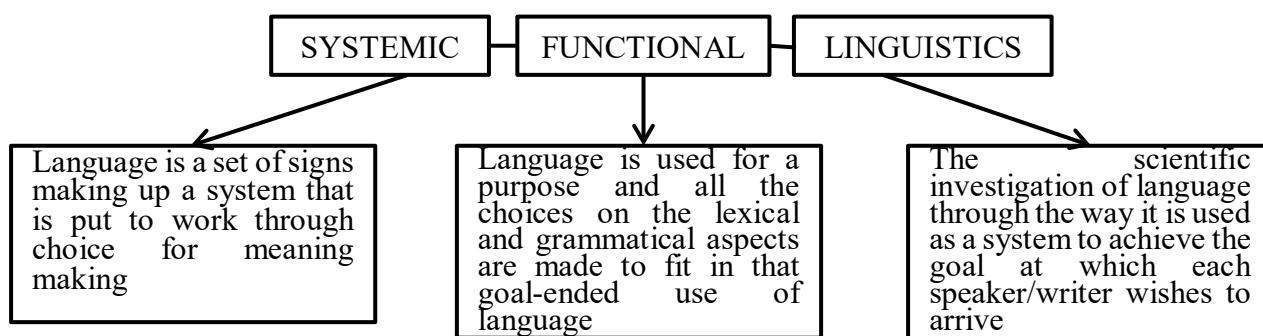 SYSTEMIC
FUNCTIONAL
LINGUISTICS
Language is a set of signs
making up a system that
is put to work through
choice for meaning
making
Language is used for a
purpose and all the
choices on the lexical
and grammatical aspects
are made to fit in that
goal-ended use of
language
The scientific
investigation of language
through the way it is used
as a system to achieve the
goal at which each
speaker/writer wishes to
arrive